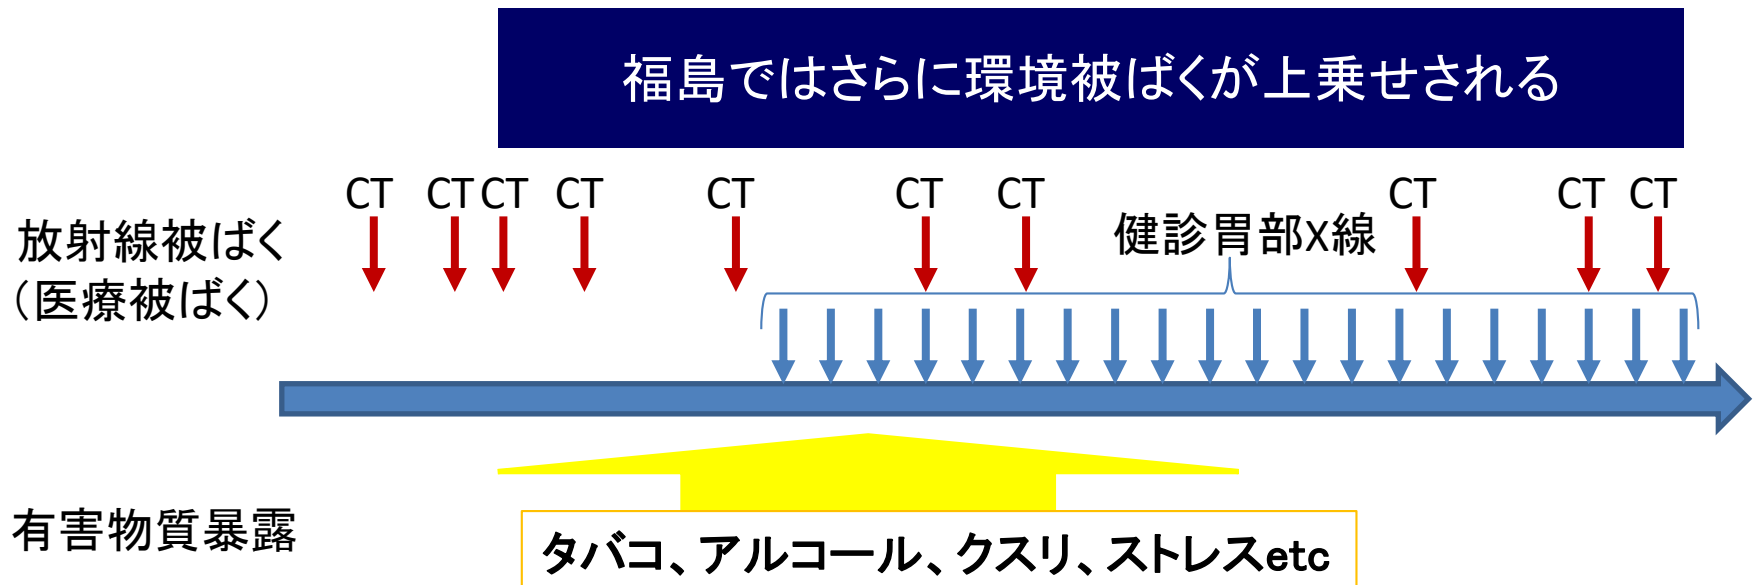 福島ではさらに環境被ばくが上乗せされる
CT CT CT CT CT CT CT CT CT CT
健診胃部X線
放射線被ばく
（医療被ばく）
有害物質暴露
タバコ、アルコール、クスリ、ストレスetc